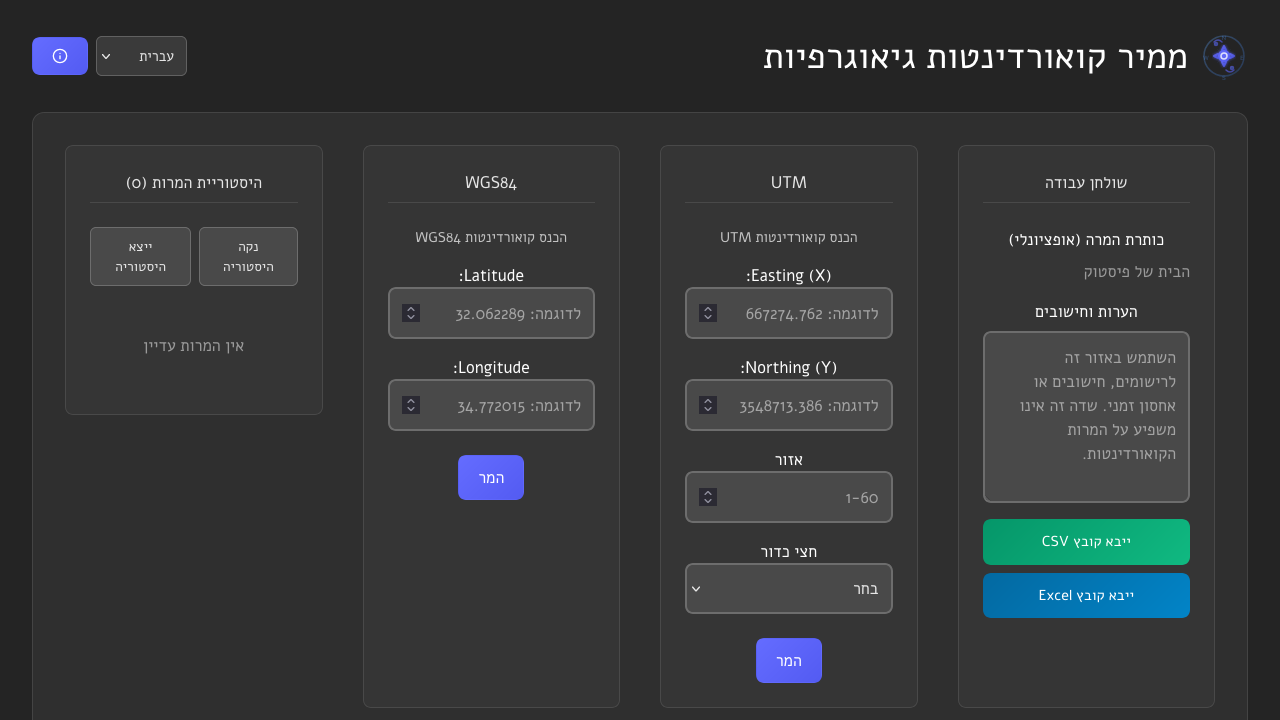 ממיר קואורדינטות גיאוגרפיות
עברית
שולחן עבודה
כותרת המרה (אופציונלי)
הבית של פיסטוק
הערות וחישובים
השתמש באזור זה
לרישומים, חישובים או
אחסון זמני. שדה זה אינו
משפיע על המרות
הקואורדינטות.
ייבא קובץ CSV
ייבא קובץ Excel
UTM
הכנס קואורדינטות UTM
Easting (X):
לדוגמה: 667274.762
Northing (Y):
לדוגמה: 3548713.386
אזור
1-60
חצי כדור
בחר
המר
WGS84
הכנס קואורדינטות WGS84
Latitude:
לדוגמה: 32.062289
Longitude:
לדוגמה: 34.772015
המר
היסטוריית המרות (0)
נקה
היסטוריה
ייצא
היסטוריה
אין המרות עדיין